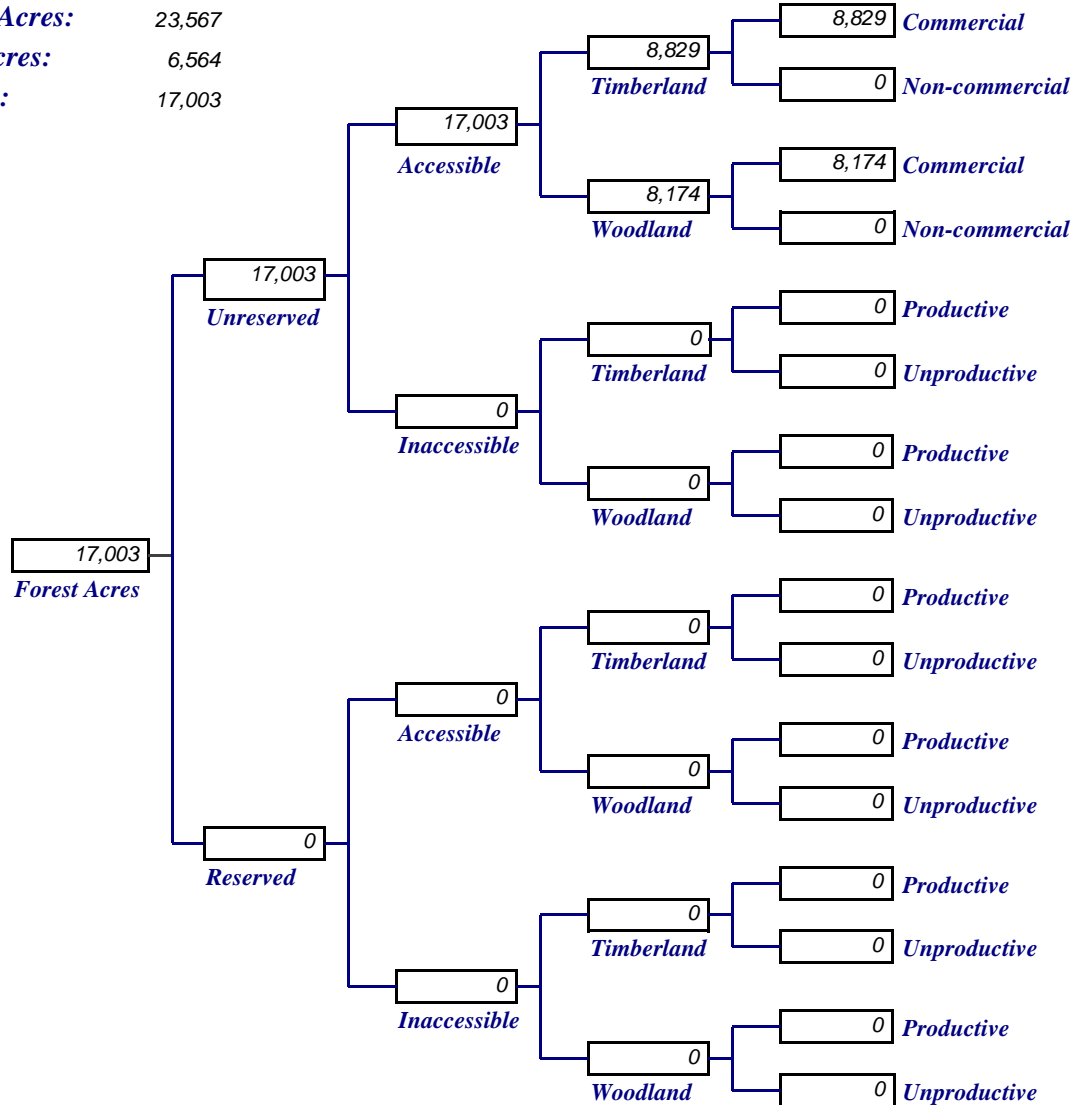 Acres: 23,567
cres: 6,564
: 17,003
8,829 Commercial
8,829
Timberland
0 Non-commercial
17,003
Accessible
8,174 Commercial
8,174
Woodland
0 Non-commercial
17,003
Unreserved
0 Productive
0
Timberland
0 Unproductive
0
Inaccessible
0 Productive
0
Woodland
0 Unproductive
17,003
Forest Acres
0 Productive
0
Timberland
0 Unproductive
0
Accessible
0 Productive
0
Woodland
0 Unproductive
0
Reserved
0 Productive
0
Timberland
0 Unproductive
0
Inaccessible
0 Productive
0
Woodland
0 Unproductive